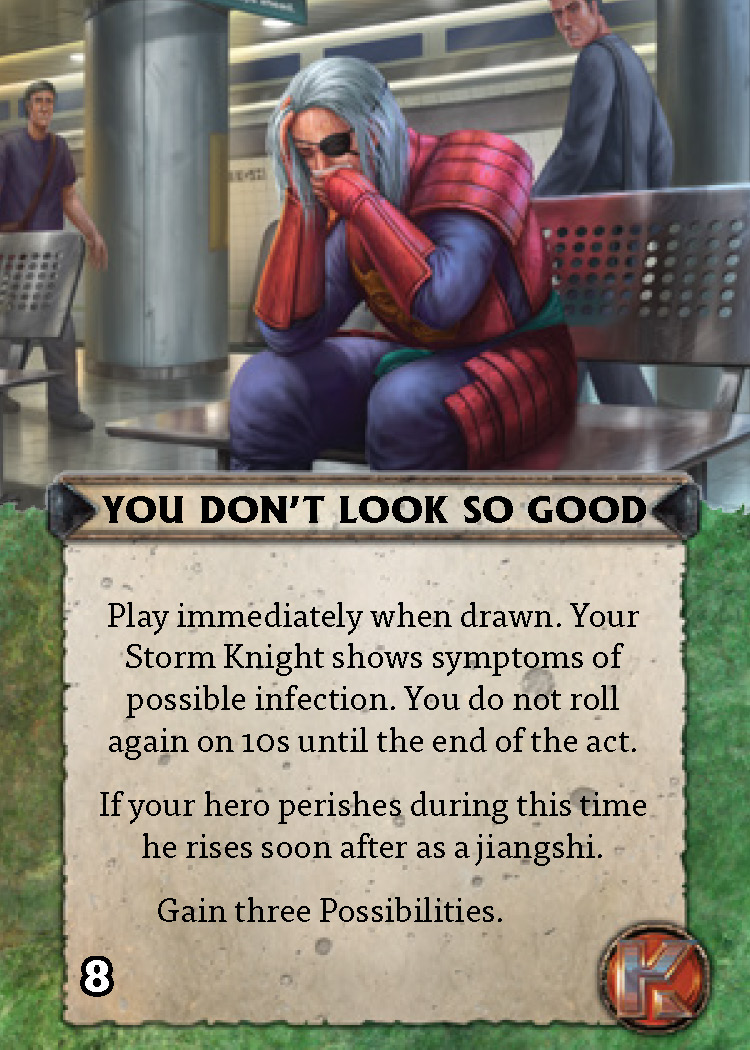 YOU DON'T LOOK SO GOOD
Play immediately when drawn. Your
Storm Knight shows symptoms of
possible infection. You do not roll
again on 10s until the end of the act.
If your hero perishes during this time
he rises soon after as a jiangshi.
Gain three Possibilities.
8
K